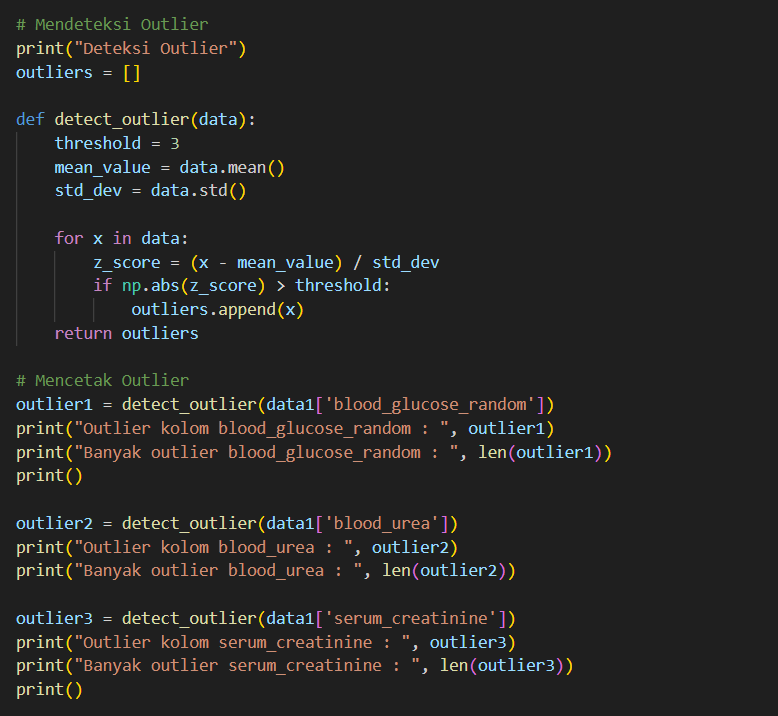 # Mendeteksi Outlier
print("Deteksi Outlier")
outliers = []

def detect_outlier(data):
    threshold = 3
    mean_value = data.mean()
    std_dev = data.std()

    for x in data:
        z_score = (x - mean_value) / std_dev
        if np.abs(z_score) > threshold:
            outliers.append(x)
    return outliers

# Mencetak Outlier
outlier1 = detect_outlier(data1['blood_glucose_random'])
print("Outlier kolom blood_glucose_random : ", outlier1)
print("Banyak outlier blood_glucose_random : ", len(outlier1))
print()

outlier2 = detect_outlier(data1['blood_urea'])
print("Outlier kolom blood_urea : ", outlier2)
print("Banyak outlier blood_urea : ", len(outlier2))

outlier3 = detect_outlier(data1['serum_creatinine'])
print("Outlier kolom serum_creatinine : ", outlier3)
print("Banyak outlier serum_creatinine : ", len(outlier3))
print()